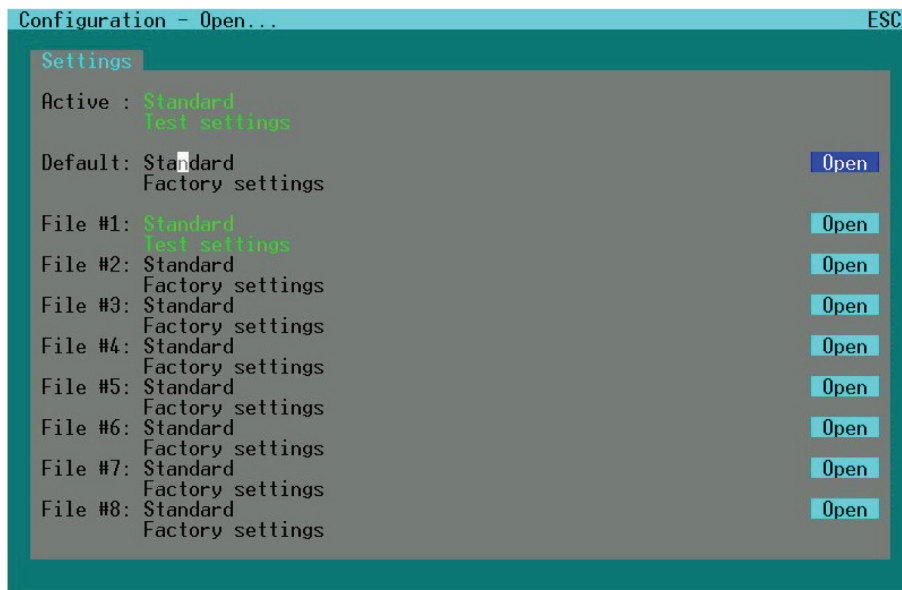 Configuration - Open... ESC
Settings
Active : Standard
Test settings
Default: Standard Open
Factory settings
File #1: Standard Open
Test settings
File #2: Standard Open
Factory settings
File #3: Standard Open
Factory settings
File #4: Standard Open
Factory settings
File #5: Standard Open
Factory settings
File #6: Standard Open
Factory settings
File #7: Standard Open
Factory settings
File #8: Standard Open
Factory settings